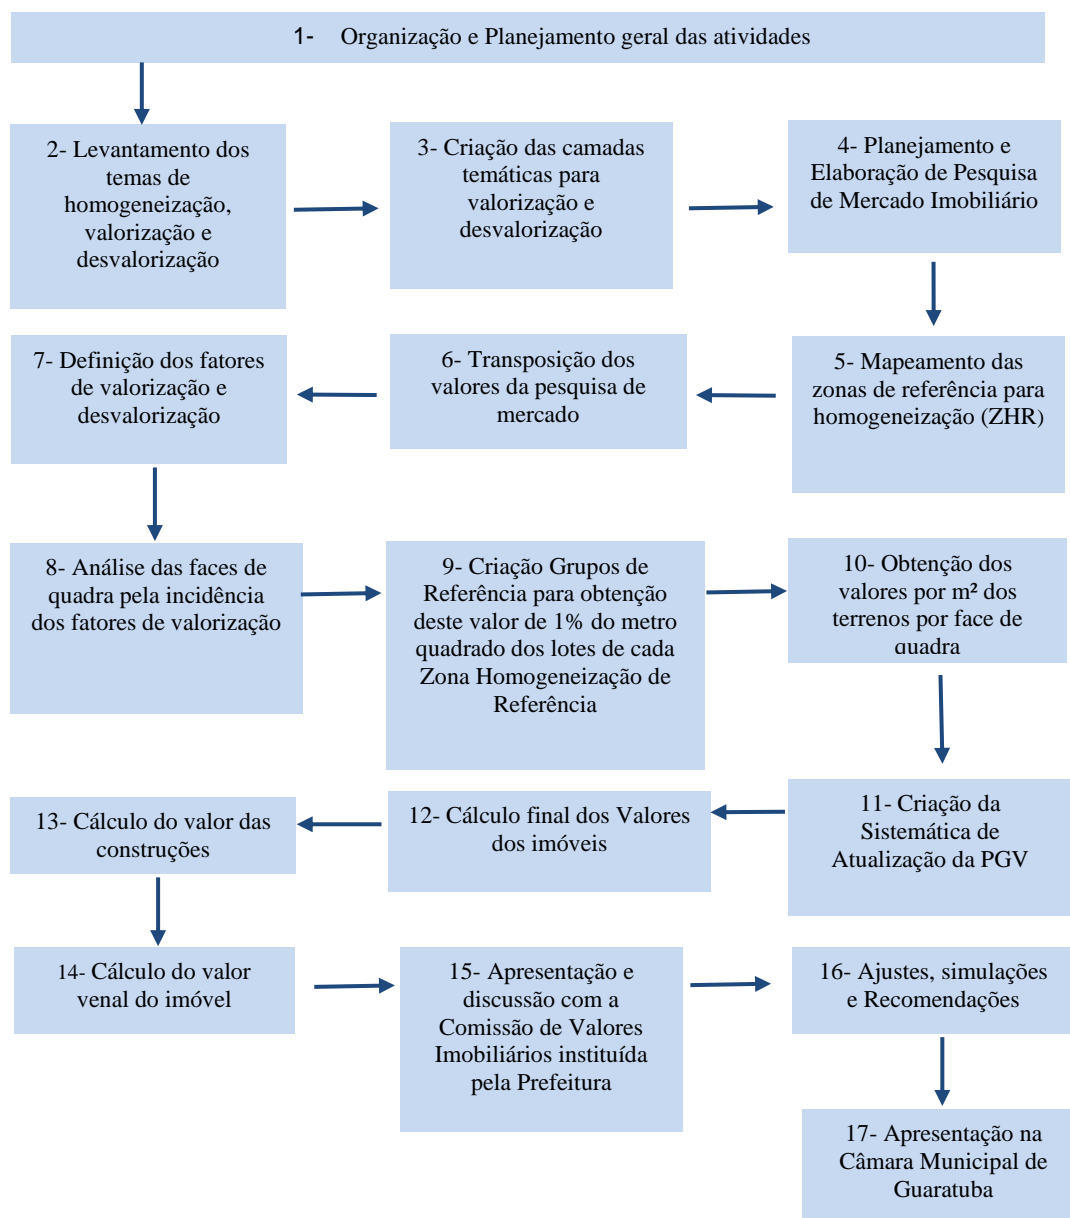 1- Organização e Planejamento geral das atividades
2- Levantamento dos
temas de
homogeneização,
valorização e
desvalorização
3- Criação das camadas
temáticas para
valorização e
desvalorização
4- Planejamento e
Elaboração de Pesquisa
de Mercado Imobiliário
5- Mapeamento das
zonas de referência para
homogeneização (ZHR)
6- Transposição dos
valores da pesquisa de
mercado
7- Definição dos fatores
de valorização e
desvalorização
8- Análise das faces de
quadra pela incidência
dos fatores de valorização
9- Criação Grupos de
Referência para obtenção
deste valor de 1% do metro
quadrado dos lotes de cada
Zona Homogeneização de
Referência
10- Obtenção dos
valores por m² dos
terrenos por face de
quadra
11- Criação da
Sistemática de
Atualização da PGV
12- Cálculo final dos Valores
dos imóveis
13- Cálculo do valor das
construções
14- Cálculo do valor
venal do imóvel
15- Apresentação e
discussão com a
Comissão de Valores
Imobiliários instituída
pela Prefeitura
16- Ajustes, simulações
e Recomendações
17- Apresentação na
Câmara Municipal de
Guaratuba